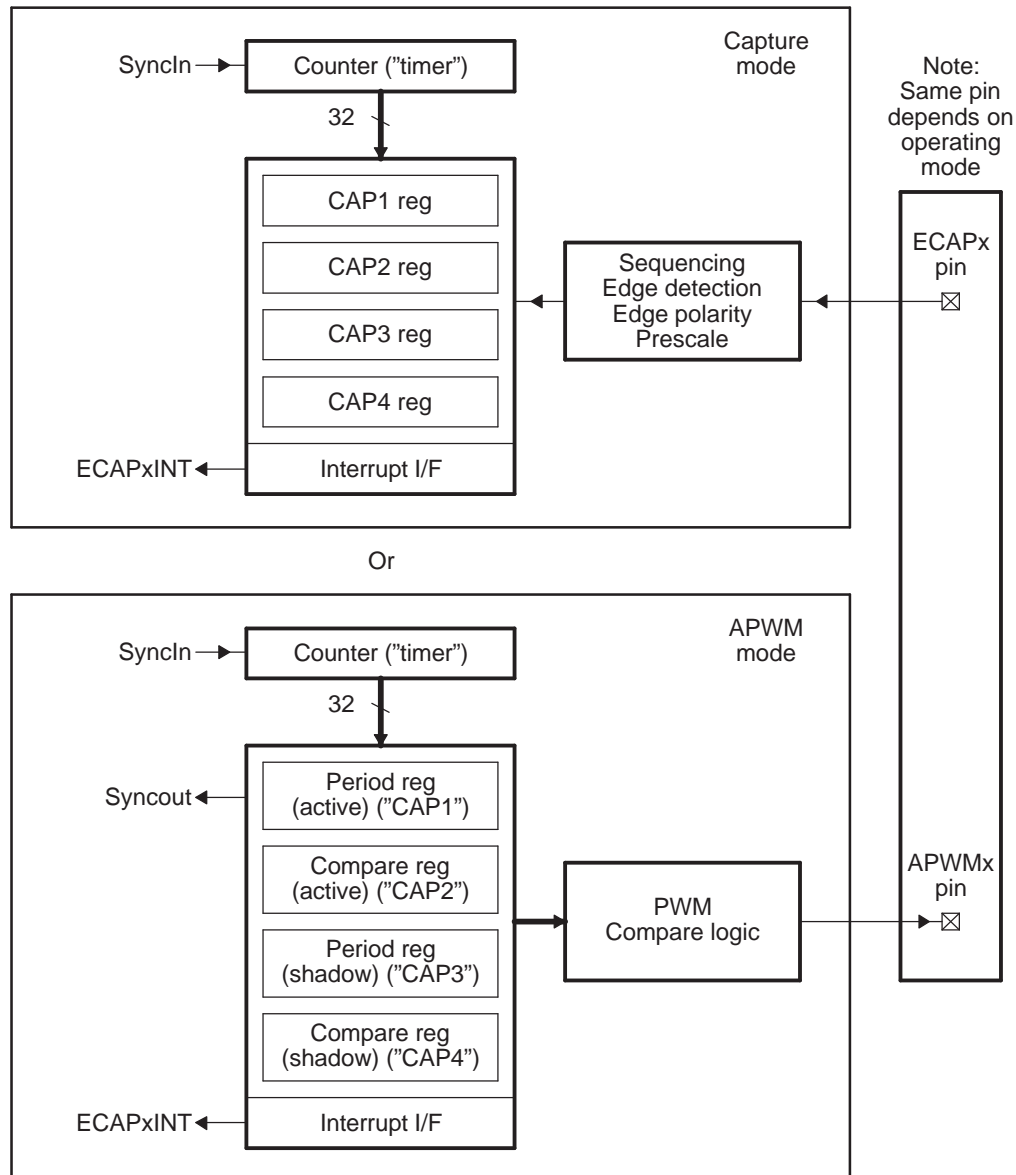 Capture
mode
SyncIn
Counter (”timer”)
32
CAP1 reg
CAP2 reg
CAP3 reg
CAP4 reg
Interrupt I/F
ECAPxINT
Sequencing
Edge detection
Edge polarity
Prescale
Note:
Same pin
depends on
operating
mode
ECAPx
pin
Or
APWM
mode
SyncIn
Counter (”timer”)
32
Syncout
Period reg
(active) (”CAP1”)
Compare reg
(active) (”CAP2”)
Period reg
(shadow) (”CAP3”)
Compare reg
(shadow) (”CAP4”)
Interrupt I/F
ECAPxINT
PWM
Compare logic
APWMx
pin